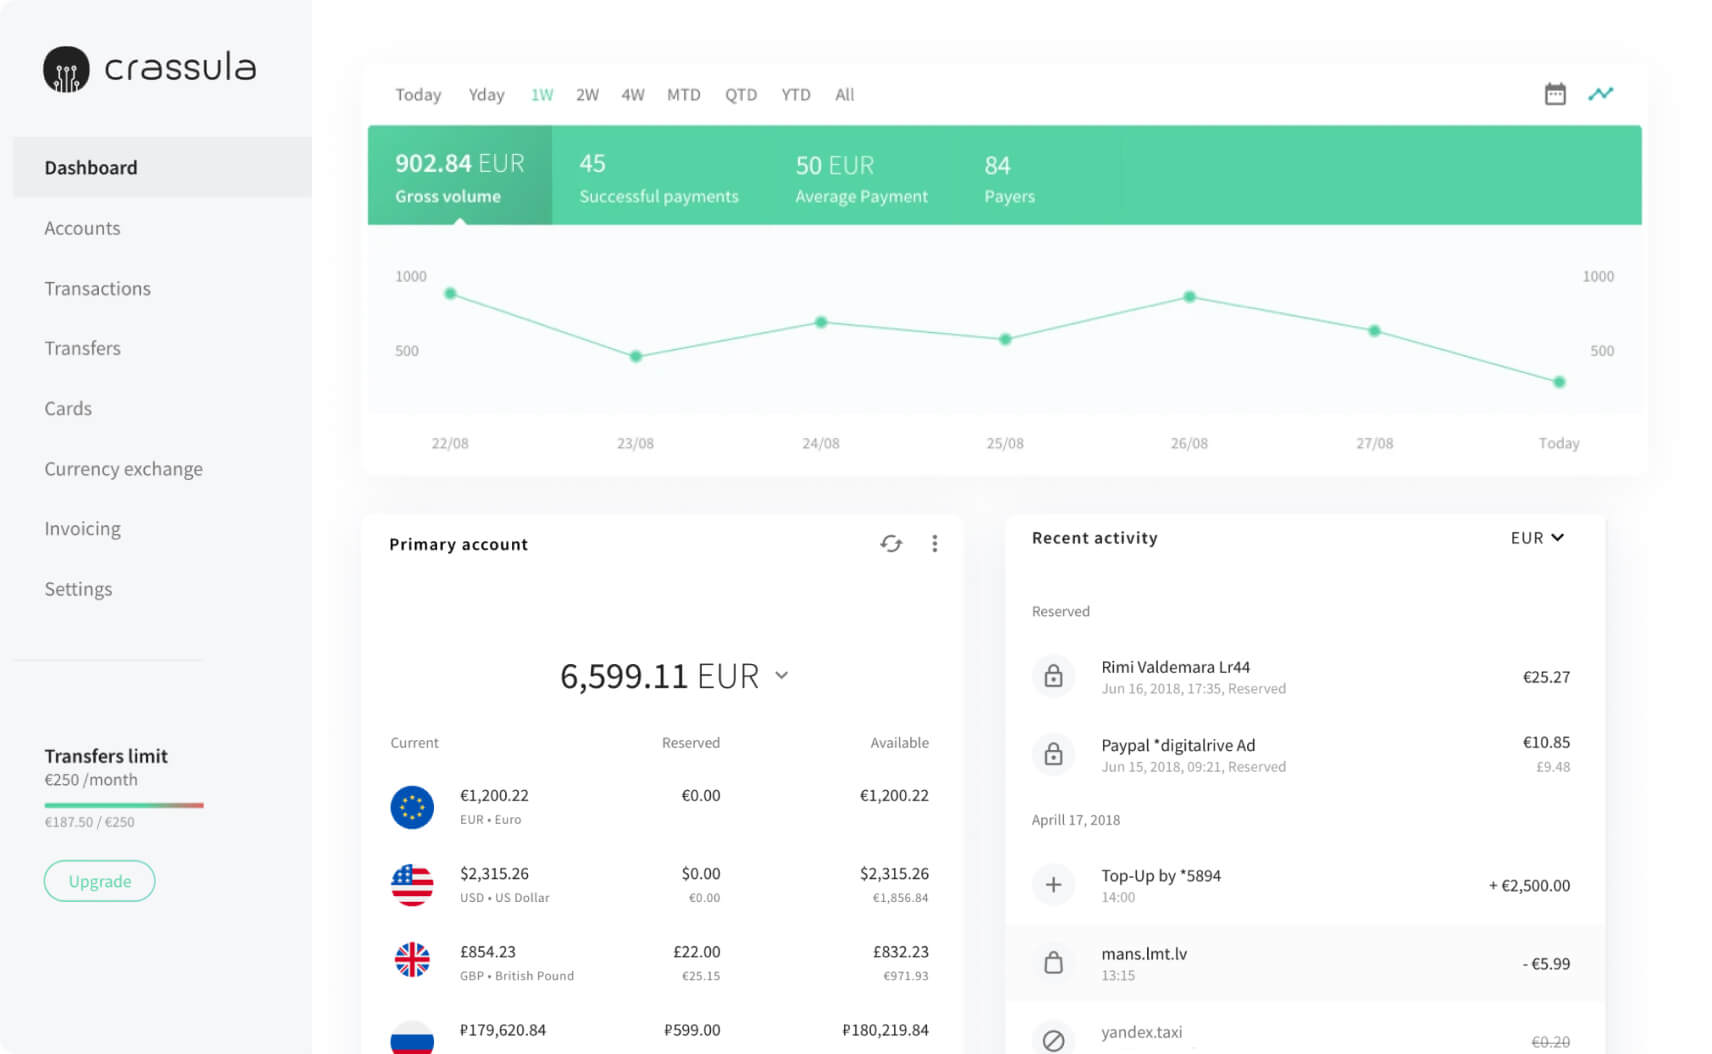 crassula
Dashboard
Accounts
Transactions
Transfers
Cards
Currency exchange
Invoicing
Settings
Transfers limit
€250 /month
€187.50 / €250
Upgrade
Today Yday 1W 2W 4W MTD QTD YTD All
902.84 EUR 45 50 EUR 84
Gross volume Successful payments Average Payment Payers
1000 1000
500 500
22/08 23/08 24/08 25/08 26/08 27/08 Today
Primary account
6,599.11 EUR
Current Reserved Available
€1,200.22 €0.00 €1,200.22
EUR • Euro
$2,315.26 $0.00 $2,315.26
USD • US Dollar €0.00 €1,856.84
£854.23 £22.00 £832.23
GBP • British Pound €25.15 €971.93
₽179,620.84 ₽599.00 ₽180,219.84
Recent activity EUR
Reserved
Rimi Valdemara Lr44 €25.27
Jun 16, 2018, 17:35, Reserved
Paypal *digitalrive Ad €10.85
Jun 15, 2018, 09:21, Reserved £9.48
Aprill 17, 2018
Top-Up by *5894 + €2,500.00
14:00
mans.lmt.lv - €5.99
13:15
yandex.taxi €0.20